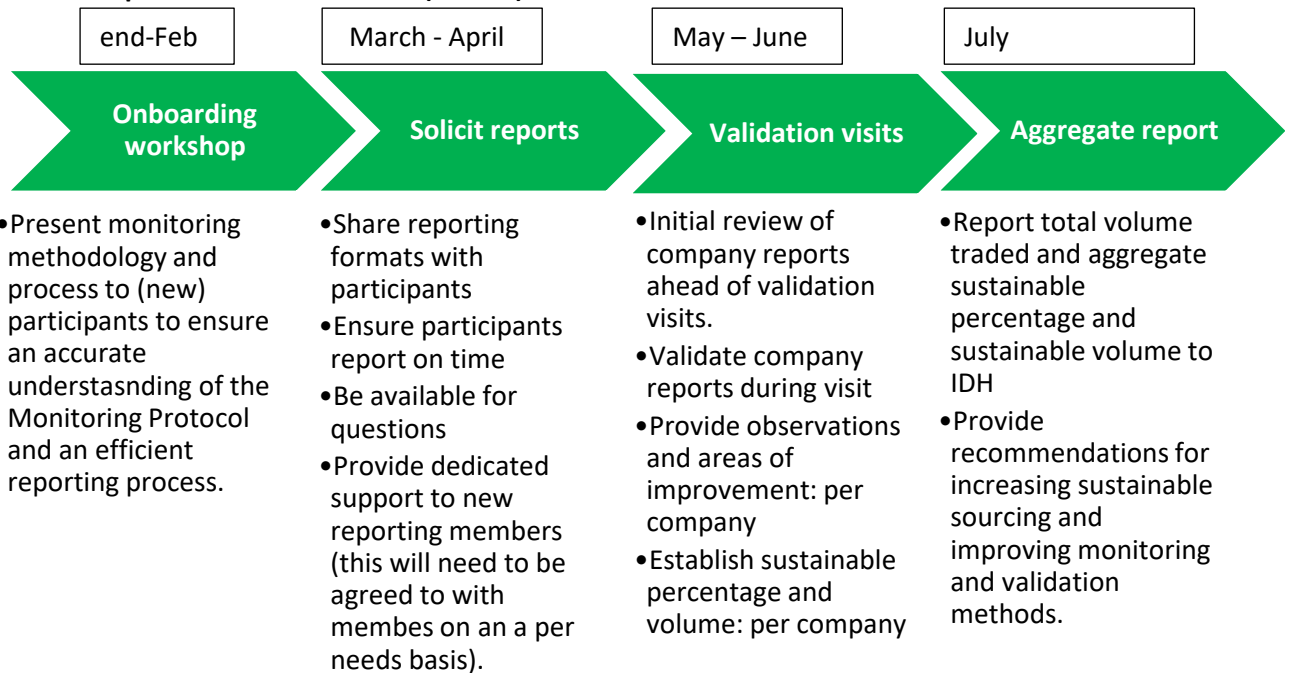 end-Feb
March - April
May – June
July
Onboarding
workshop
Solicit reports
Validation visits
Aggregate report
•Present monitoring
methodology and
process to (new)
participants to ensure
an accurate
understasnding of the
Monitoring Protocol
and an efficient
reporting process.
•Share reporting
formats with
participants
•Ensure participants
report on time
•Be available for
questions
•Provide dedicated
support to new
reporting members
(this will need to be
agreed to with
membes on an a per
needs basis).
•Initial review of
company reports
ahead of validation
visits.
•Validate company
reports during visit
•Provide observations
and areas of
improvement: per
company
•Establish sustainable
percentage and
volume: per company
•Report total volume
traded and aggregate
sustainable
percentage and
sustainable volume to
IDH
•Provide
recommendations for
increasing sustainable
sourcing and
improving monitoring
and validation
methods.